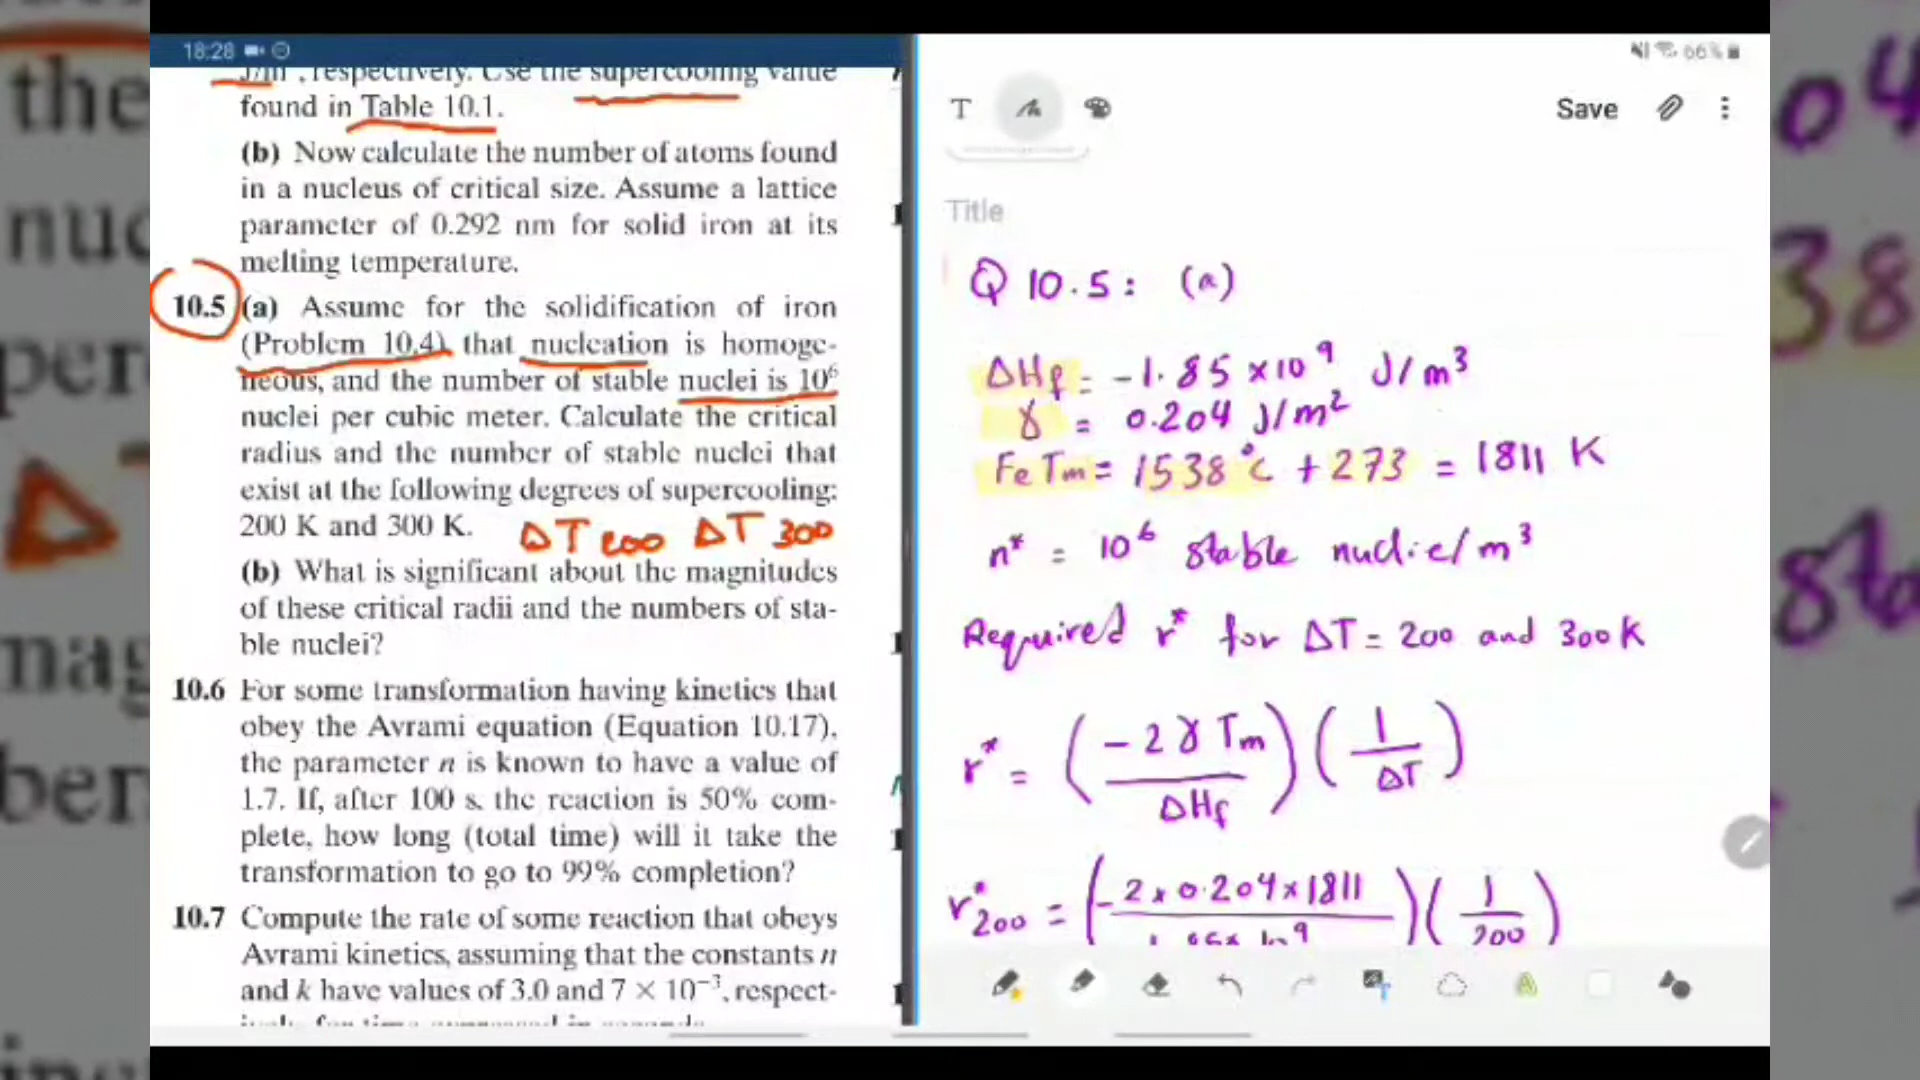 18:28
66%
J/m , respectively. Use the supercooling value
found in Table 10.1.
(b) Now calculate the number of atoms found
in a nucleus of critical size. Assume a lattice
parameter of 0.292 nm for solid iron at its
melting temperature.
10.5 (a) Assume for the solidification of iron
(Problem 10.4) that nucleation is homoge-
neous, and the number of stable nuclei is 10⁶
nuclei per cubic meter. Calculate the critical
radius and the number of stable nuclei that
exist at the following degrees of supercooling:
200 K and 300 K.
ΔT 200 ΔT 300
(b) What is significant about the magnitudes
of these critical radii and the numbers of sta-
ble nuclei?
10.6 For some transformation having kinetics that
obey the Avrami equation (Equation 10.17),
the parameter n is known to have a value of
1.7. If, after 100 s, the reaction is 50% com-
plete, how long (total time) will it take the
transformation to go to 99% completion?
10.7 Compute the rate of some reaction that obeys
Avrami kinetics, assuming that the constants n
and k have values of 3.0 and 7 × 10⁻³, respect-
T
Save
Title
Q 10.5: (a)
ΔHf = -1.85 ×10⁹ J/m³
γ = 0.204 J/m²
Fe Tm = 1538°C + 273 = 1811 K
n* = 10⁶ stable nuclie/m³
Required r* for ΔT = 200 and 300K
r* = (-2γTm/ΔHf)(1/ΔT)
r*200 = (-2×0.204×1811/
)(1/200)